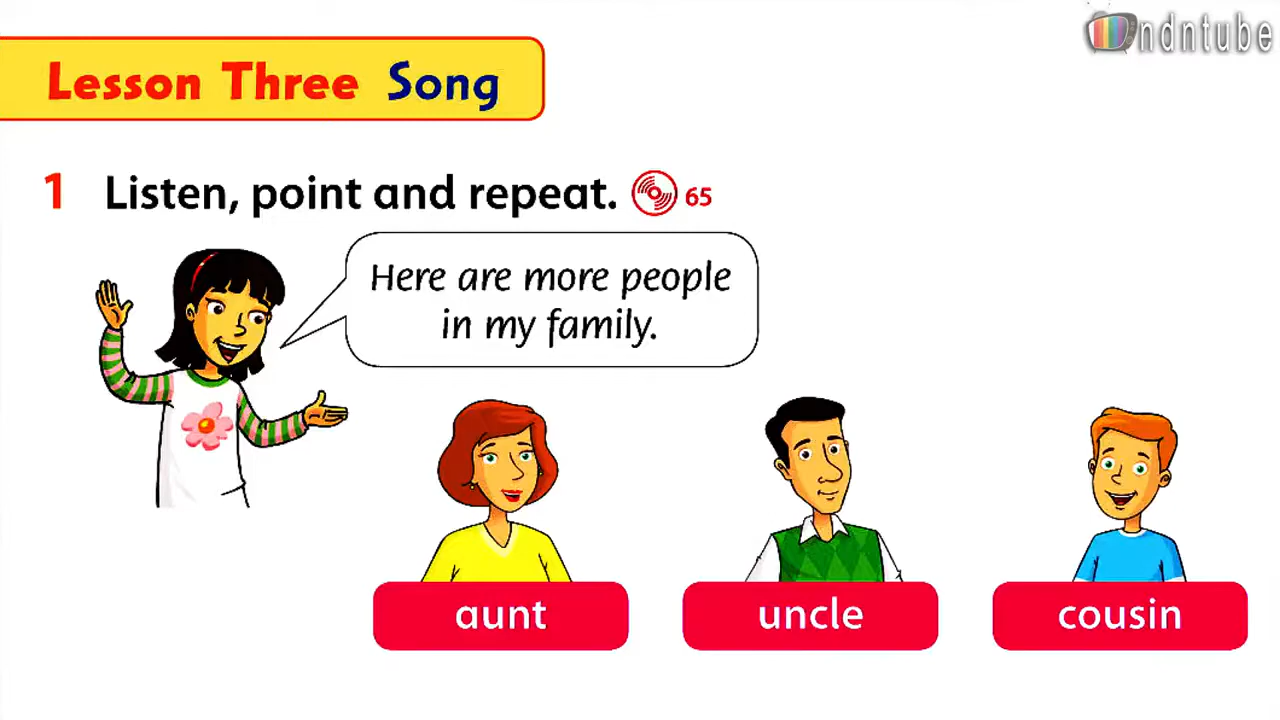 ndntube
Lesson Three Song
1 Listen, point and repeat. 65
Here are more people
in my family.
aunt
uncle
cousin